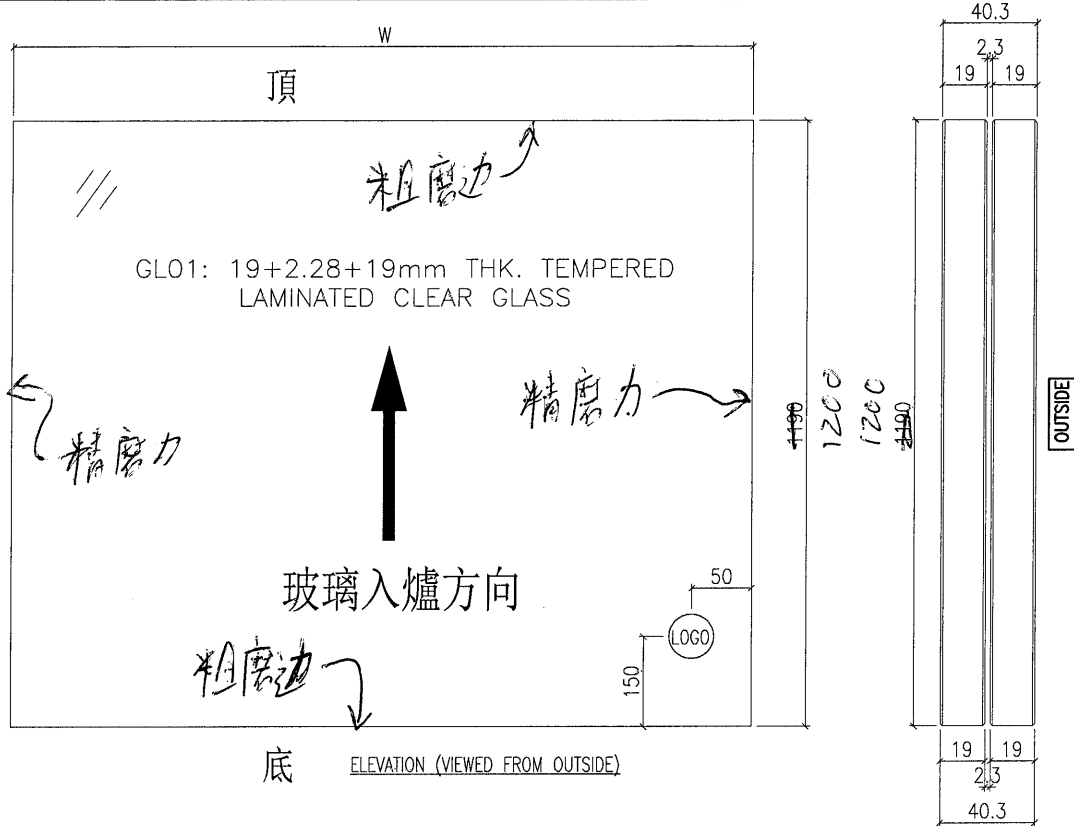 W
40.3
2.3
19 19
頂
粗磨边
GL01: 19+2.28+19mm THK. TEMPERED
LAMINATED CLEAR GLASS
精磨力
精磨力
1190
1200
1200
1190
OUTSIDE
玻璃入爐方向
50
LOGO
150
粗磨边
底
ELEVATION (VIEWED FROM OUTSIDE)
19 19
2.3
40.3